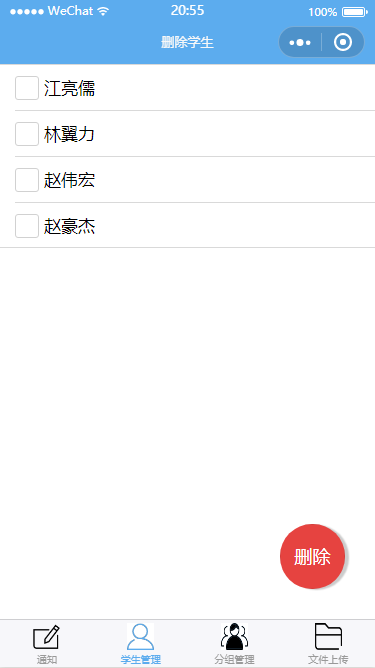 WeChat 20:55 100%
删除学生
江亮儒
林翼力
赵伟宏
赵豪杰
删除
通知 学生管理 分组管理 文件上传